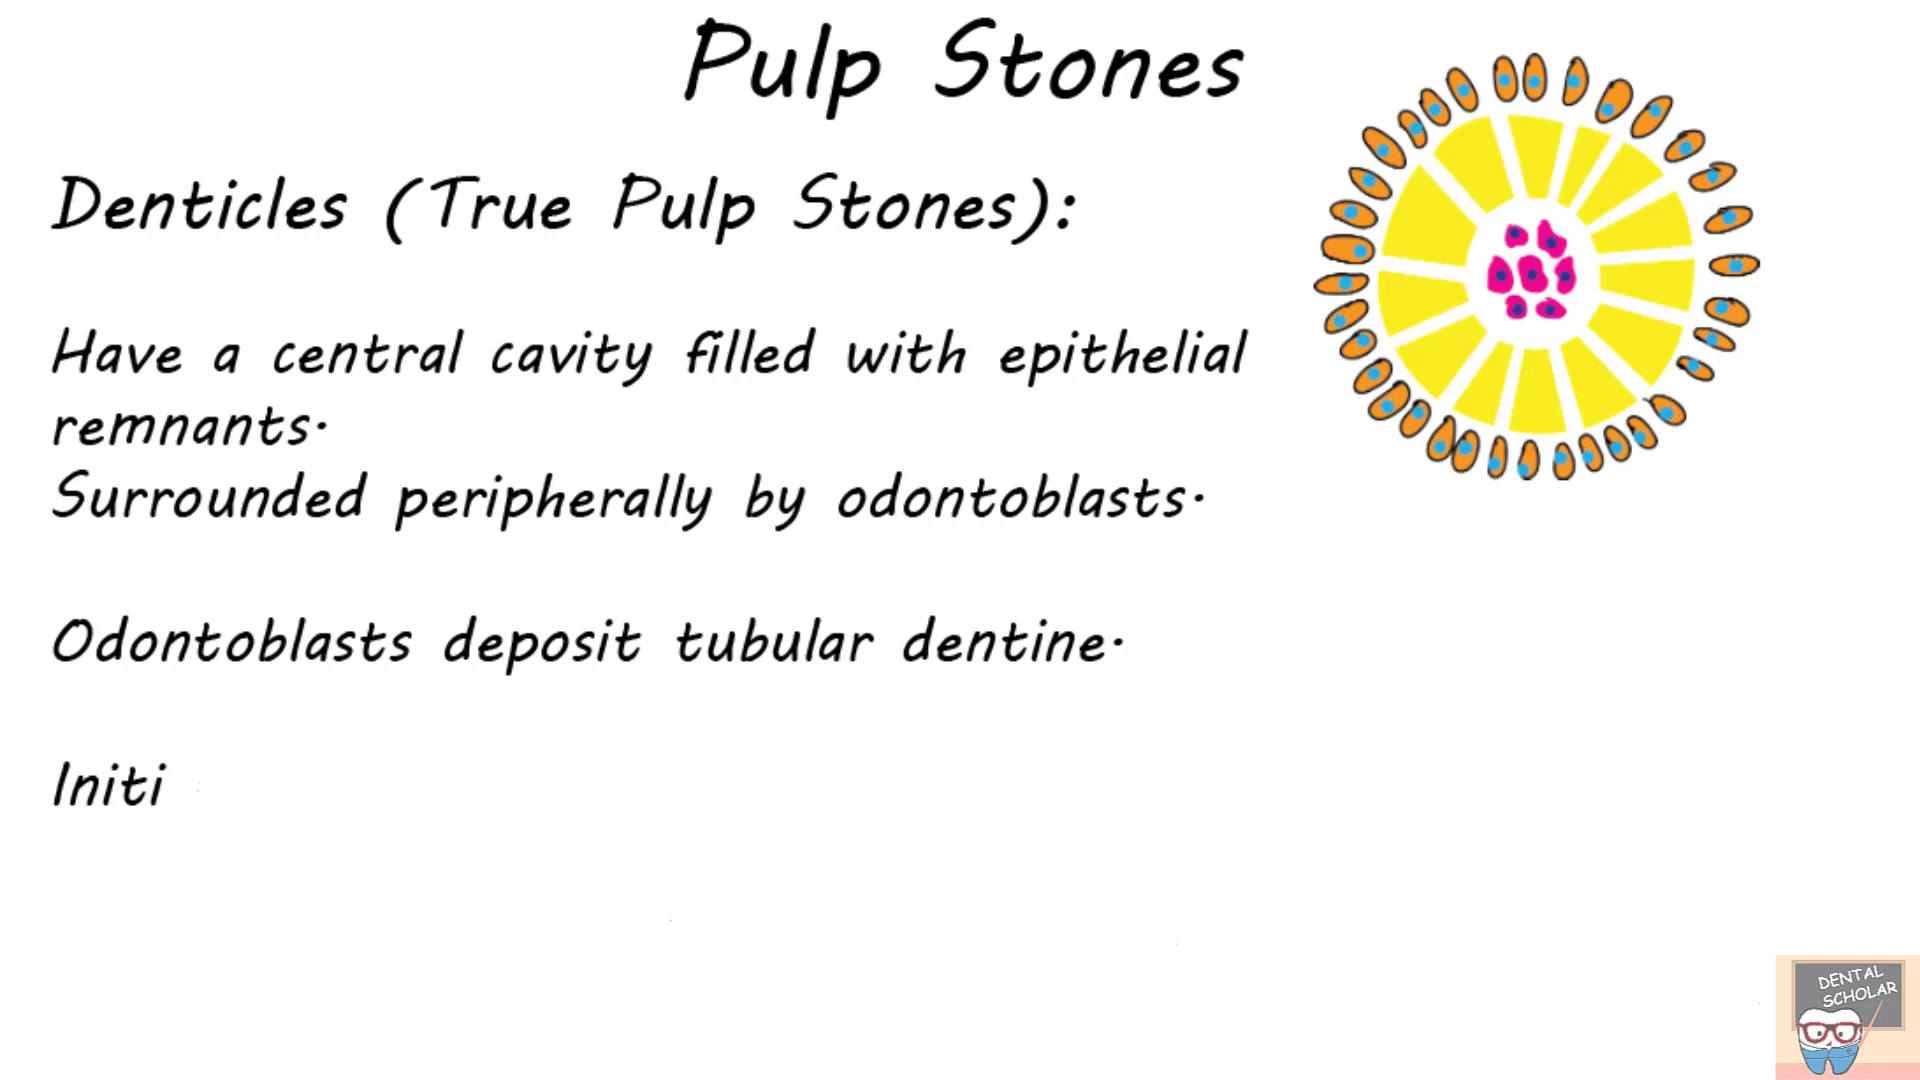 Pulp Stones
Denticles (True Pulp Stones):
Have a central cavity filled with epithelial
remnants.
Surrounded peripherally by odontoblasts.
Odontoblasts deposit tubular dentine.
Initi
DENTAL
SCHOLAR